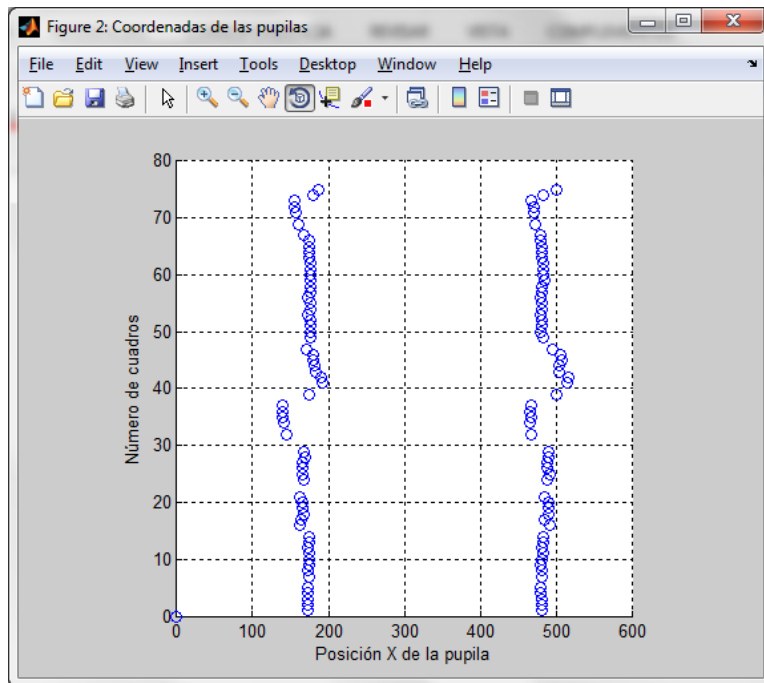 Figure 2: Coordenadas de las pupilas
File Edit View Insert Tools Desktop Window Help
80
70
60
50
40
30
20
10
0
Número de cuadros
0 100 200 300 400 500 600
Posición X de la pupila